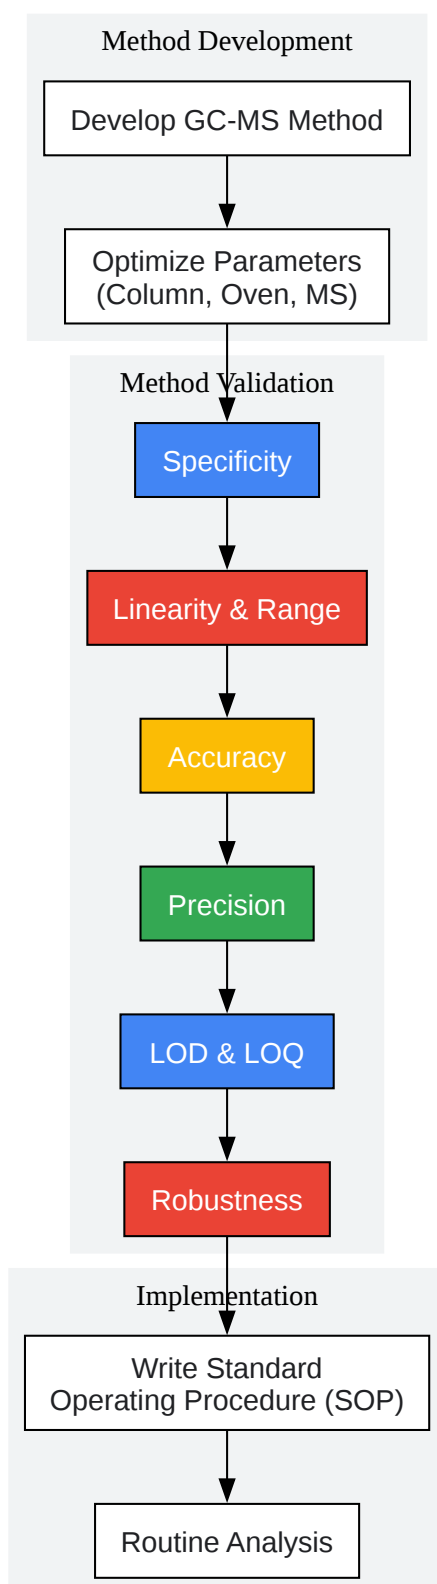 Method Development
Develop GC-MS Method
Optimize Parameters
(Column, Oven, MS)
Method Validation
Specificity
Linearity & Range
Accuracy
Precision
LOD & LOQ
Robustness
Implementation
Write Standard
Operating Procedure (SOP)
Routine Analysis